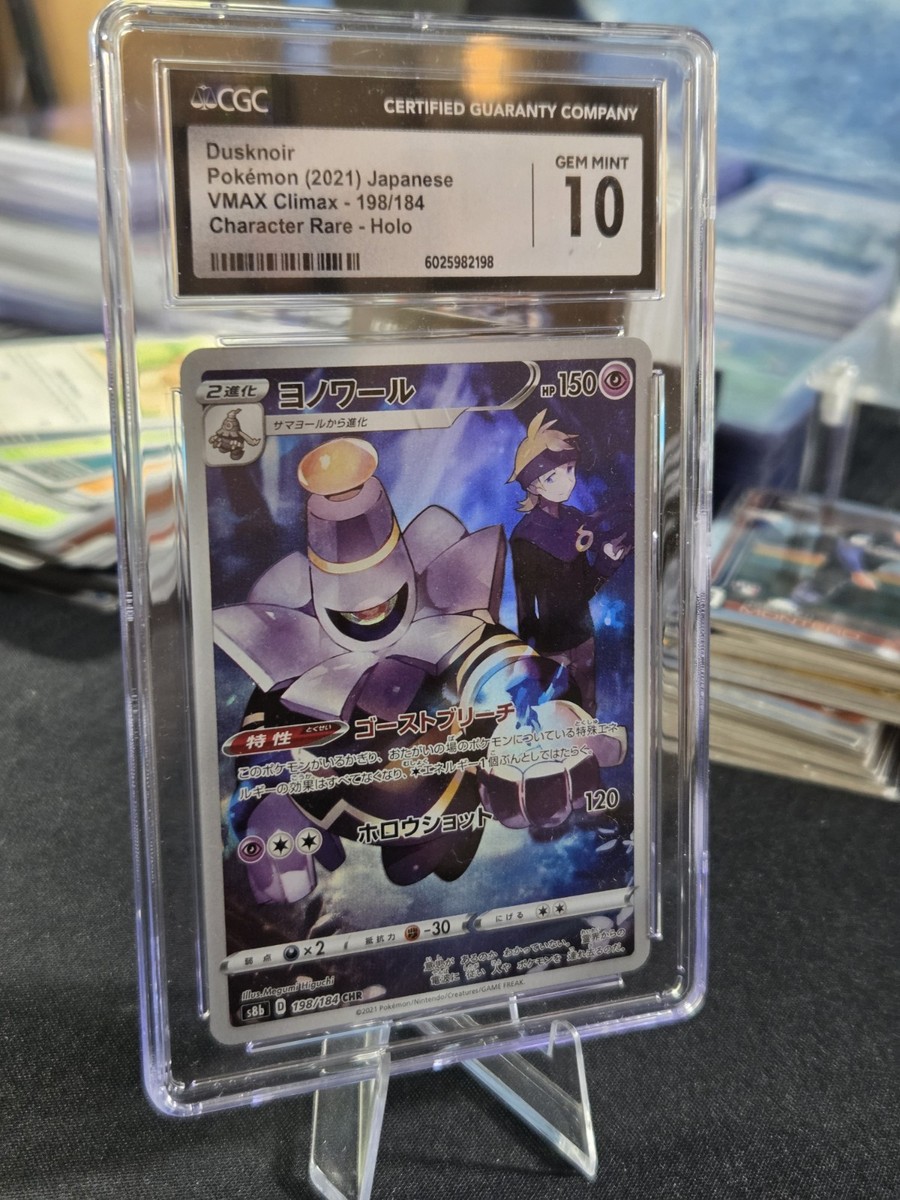 CGC
CERTIFIED GUARANTY COMPANY
Dusknoir
Pokémon (2021) Japanese
VMAX Climax - 198/184
Character Rare - Holo
GEM MINT
10
6025982198
2進化
ヨノワール
HP 150
サマヨールから進化
特性
とくせい
ゴーストブリーチ
このポケモンがいるかぎり、おたがいの場のポケモンについている特殊エネ
ルギーの効果はすべてなくなり、エネルギー1個ぶんとしてはたらく。
ホロウショット
120
弱点
×2
抵抗力
-30
にげる
Illus. Megumi Higuchi
s8b D 198/184 CHR
©2021 Pokémon/Nintendo/Creatures/GAME FREAK